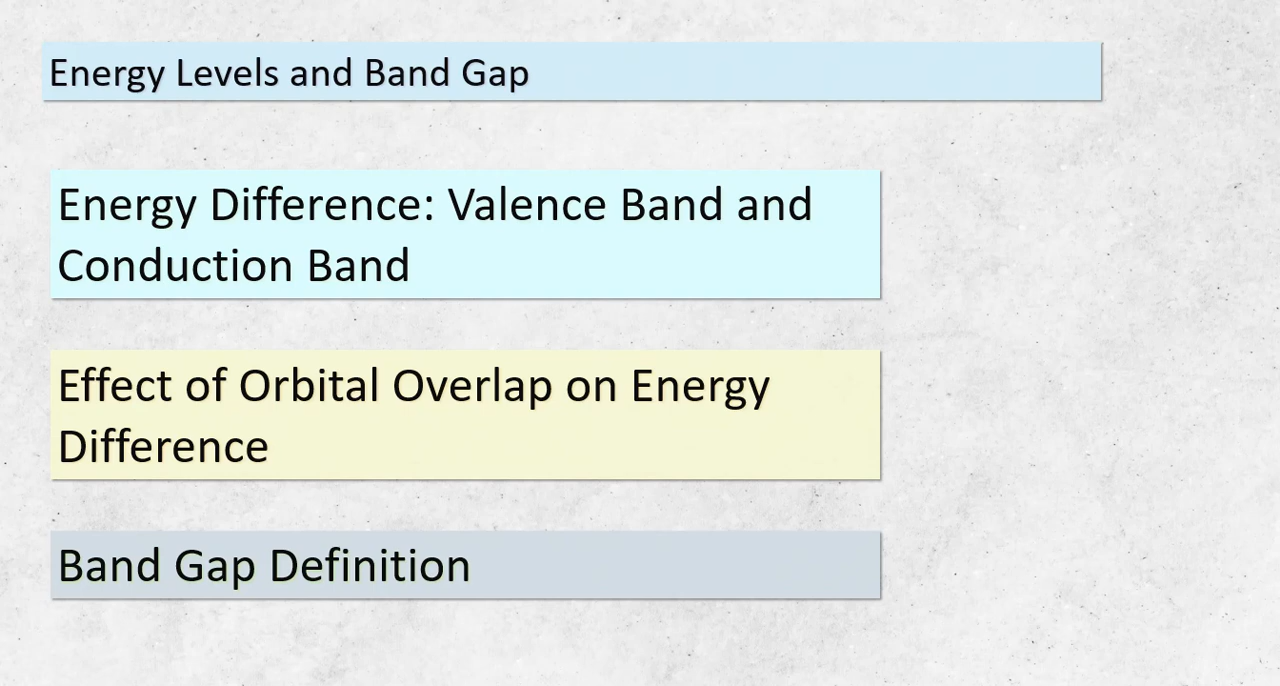 Energy Levels and Band Gap
Energy Difference: Valence Band and
Conduction Band
Effect of Orbital Overlap on Energy
Difference
Band Gap Definition